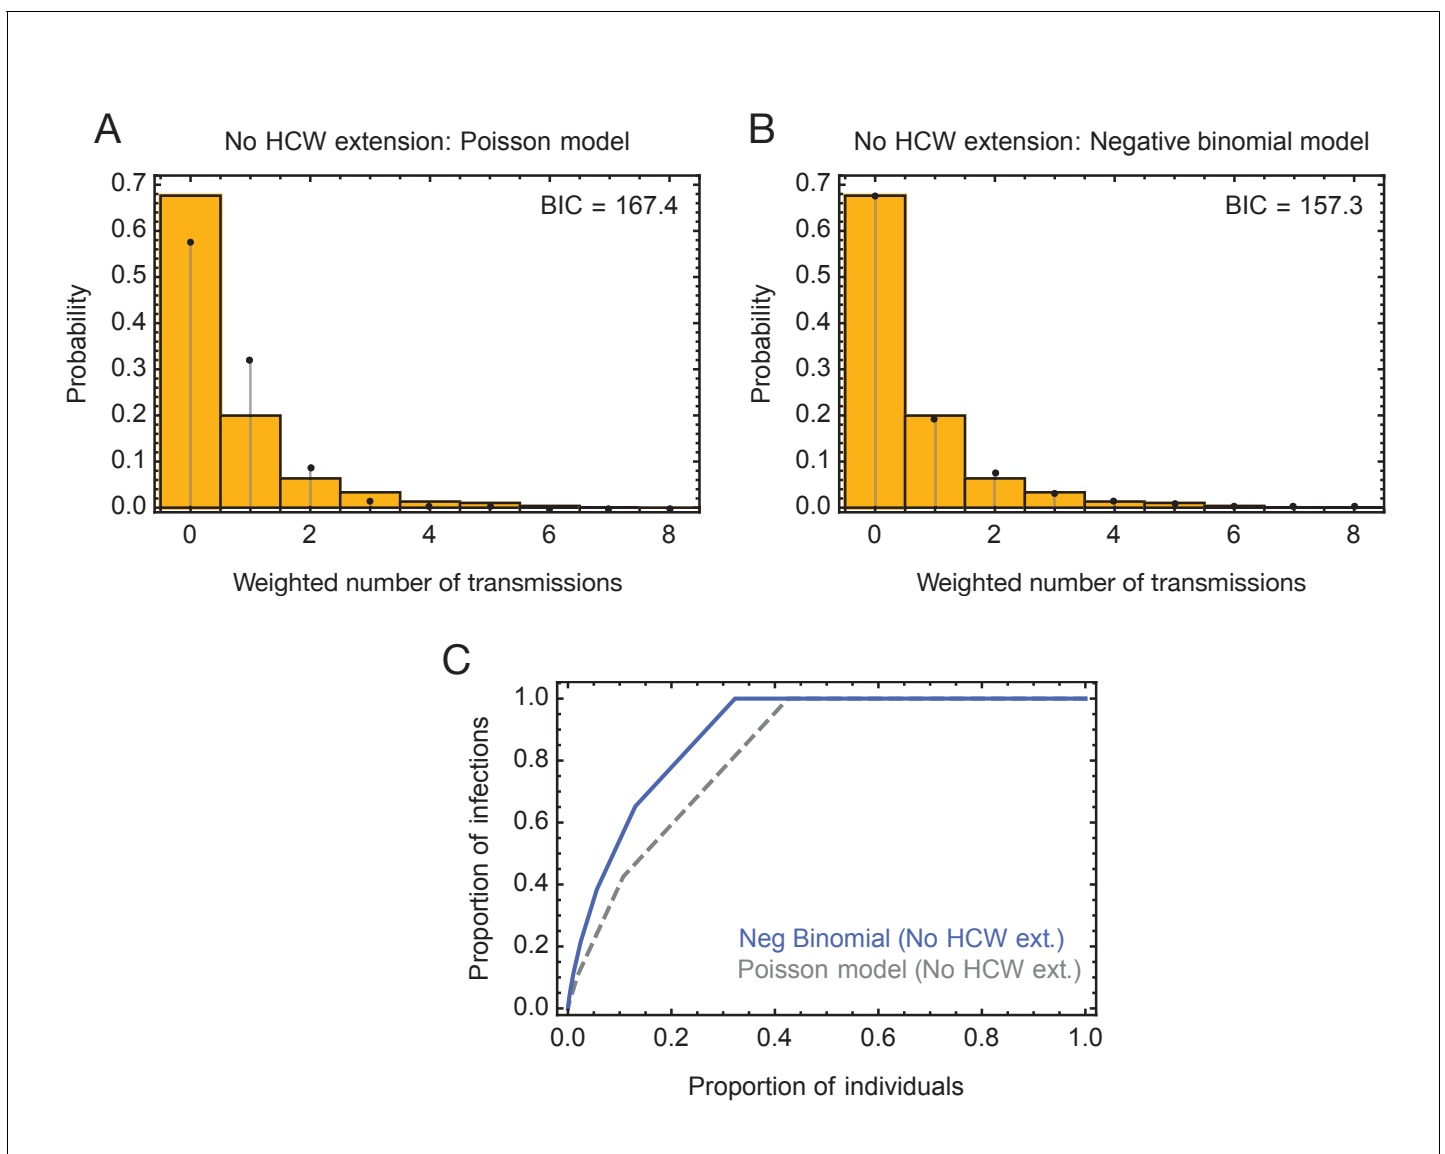 A
No HCW extension: Poisson model
BIC = 167.4
0.7
0.6
0.5
0.4
0.3
0.2
0.1
0.0
Probability
0 2 4 6 8
Weighted number of transmissions
B
No HCW extension: Negative binomial model
BIC = 157.3
0.7
0.6
0.5
0.4
0.3
0.2
0.1
0.0
Probability
0 2 4 6 8
Weighted number of transmissions
C
1.0
0.8
0.6
0.4
0.2
0.0
Proportion of infections
Neg Binomial (No HCW ext.)
Poisson model (No HCW ext.)
0.0 0.2 0.4 0.6 0.8 1.0
Proportion of individuals